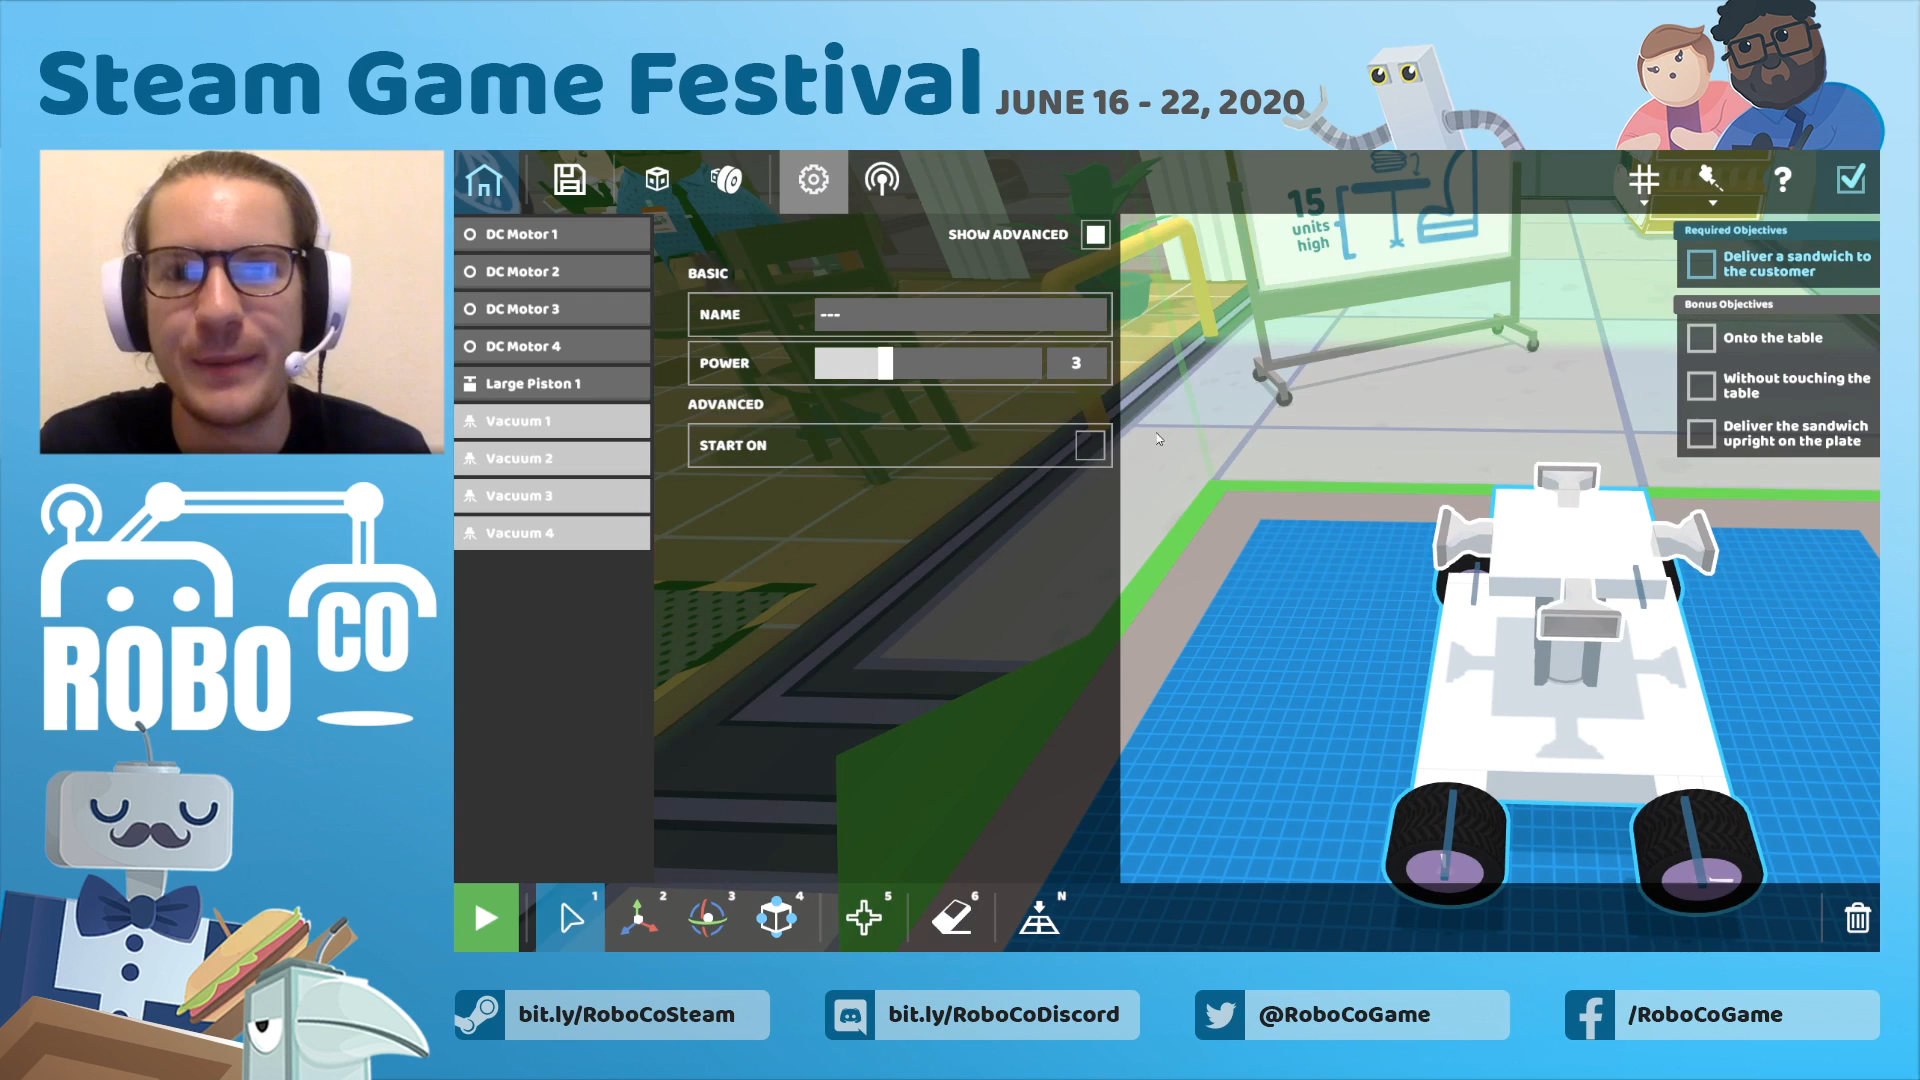 Steam Game Festival JUNE 16 - 22, 2020
15
units
high
DC Motor 1
DC Motor 2
DC Motor 3
DC Motor 4
Large Piston 1
Vacuum 1
Vacuum 2
Vacuum 3
Vacuum 4
SHOW ADVANCED
BASIC
NAME ---
POWER 3
ADVANCED
START ON
?
Required Objectives
Deliver a sandwich to
the customer
Bonus Objectives
Onto the table
Without touching the
table
Deliver the sandwich
upright on the plate
ROBO
CO
1 2 3 4 5 6 N
bit.ly/RoboCoSteam
bit.ly/RoboCoDiscord
@RoboCoGame
/RoboCoGame